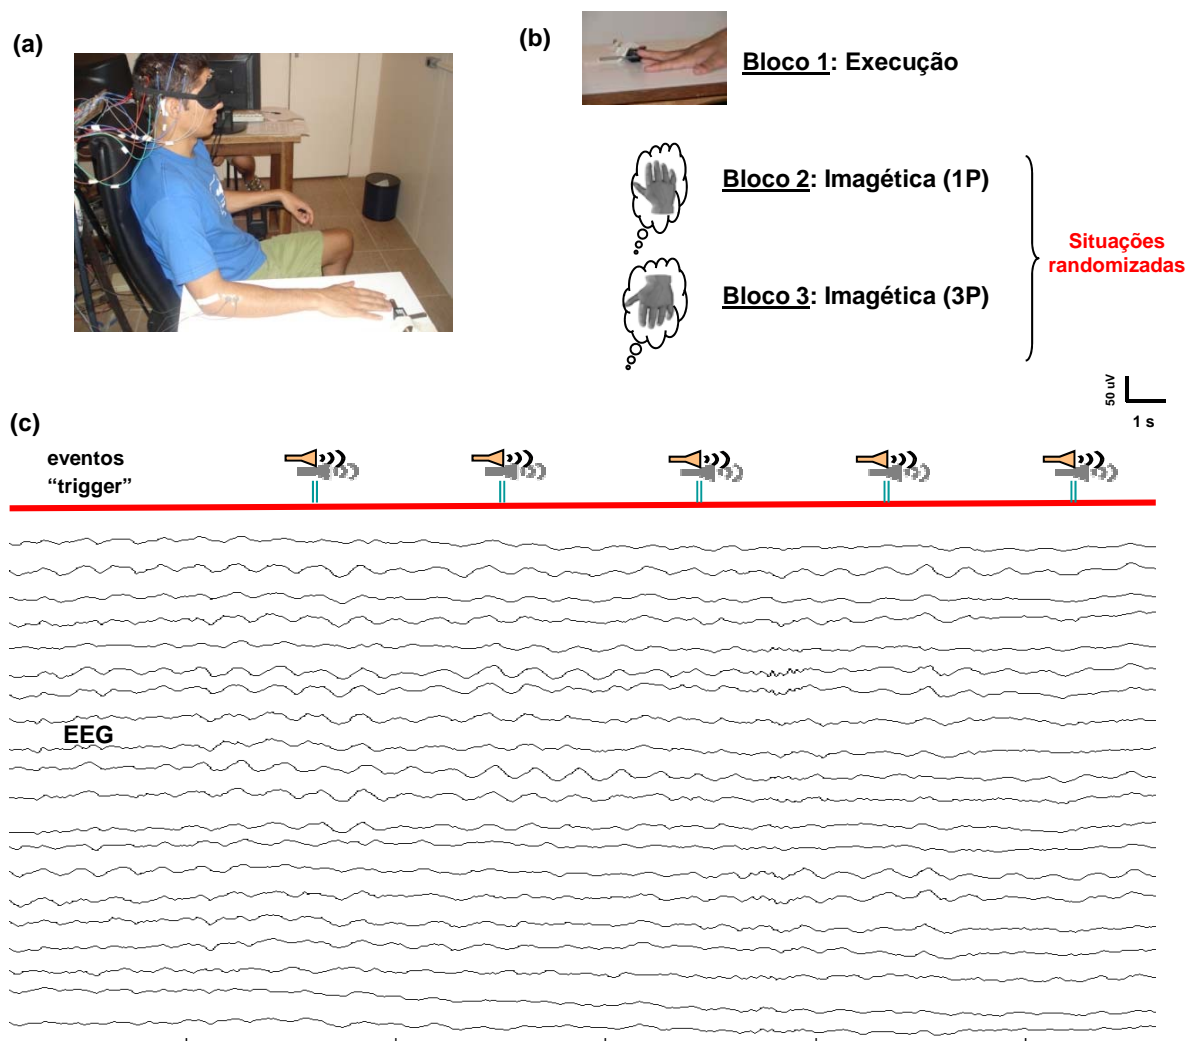 (a)
(b)
Bloco 1: Execução
Bloco 2: Imagética (1P)
Situações
randomizadas
Bloco 3: Imagética (3P)
50 uV
1 s
(c)
eventos
“trigger”
EEG